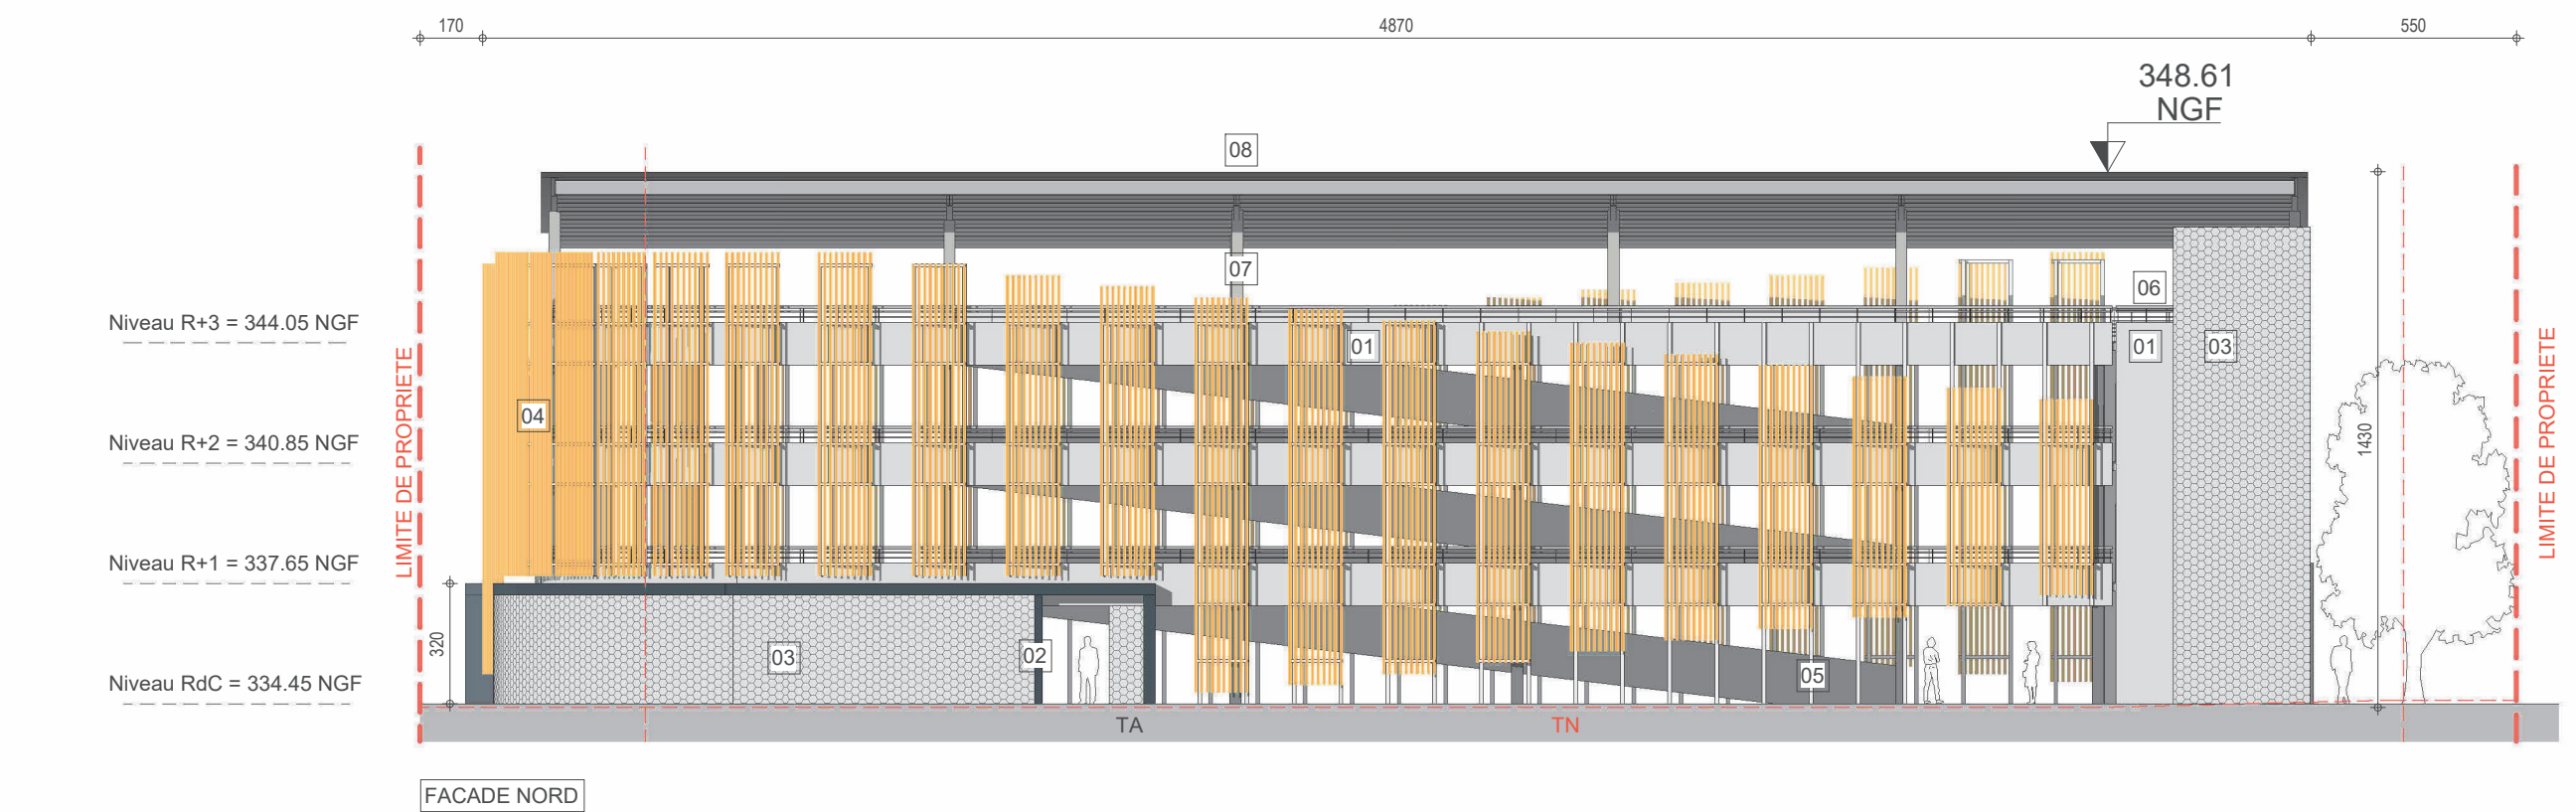 170
4870
550
348.61
NGF
08
07
06
Niveau R+3 = 344.05 NGF
01
01
03
LIMITE DE PROPRIETE
LIMITE DE PROPRIETE
04
1430
Niveau R+2 = 340.85 NGF
Niveau R+1 = 337.65 NGF
320
03
02
05
Niveau RdC = 334.45 NGF
TA
TN
FACADE NORD